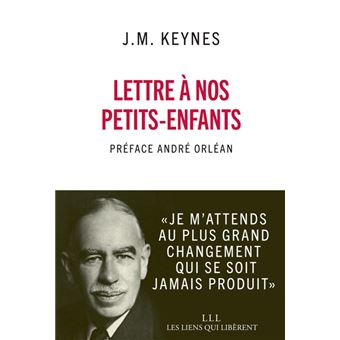 J.M. KEYNES
LETTRE À NOS
PETITS-ENFANTS
PRÉFACE ANDRÉ ORLÉAN
«JE M'ATTENDS
AU PLUS GRAND
CHANGEMENT
QUI SE SOIT
JAMAIS PRODUIT»
LLL
LES LIENS QUI LIBÈRENT